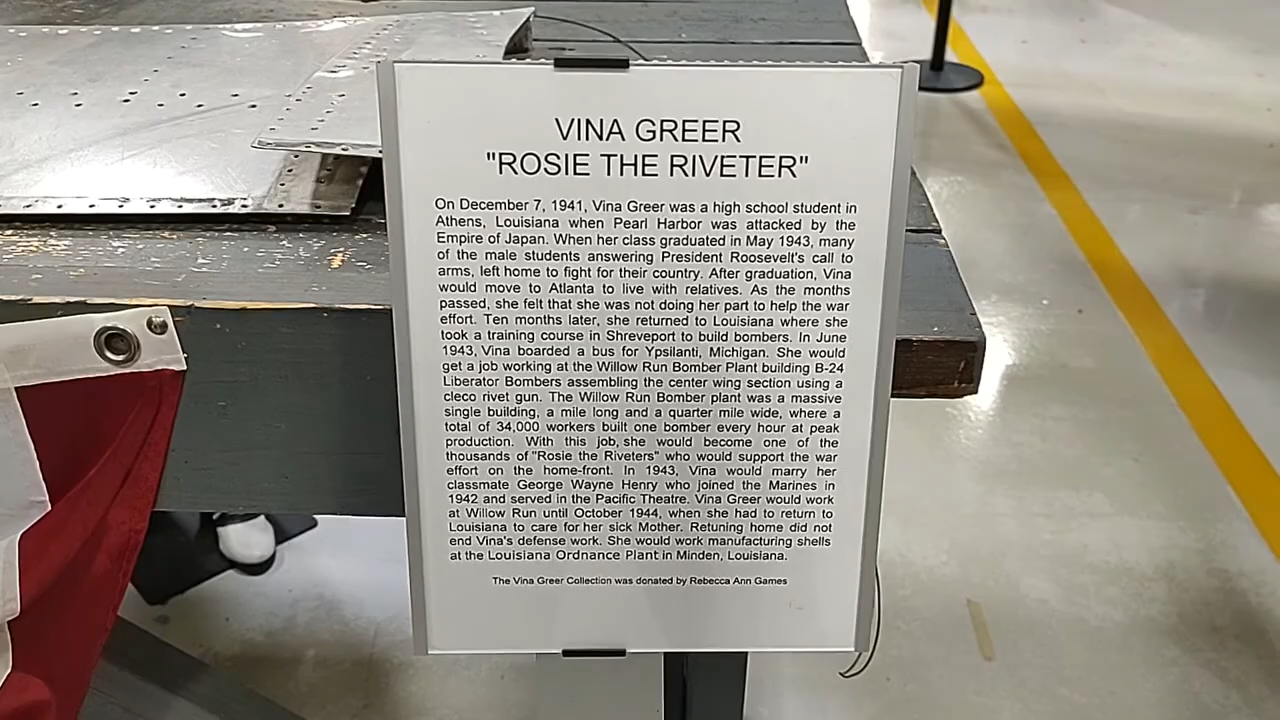 VINA GREER
"ROSIE THE RIVETER"
On December 7, 1941, Vina Greer was a high school student in
Athens, Louisiana when Pearl Harbor was attacked by the
Empire of Japan. When her class graduated in May 1943, many
of the male students answering President Roosevelt's call to
arms, left home to fight for their country. After graduation, Vina
would move to Atlanta to live with relatives. As the months
passed, she felt that she was not doing her part to help the war
effort. Ten months later, she returned to Louisiana where she
took a training course in Shreveport to build bombers. In June
1943, Vina boarded a bus for Ypsilanti, Michigan. She would
get a job working at the Willow Run Bomber Plant building B-24
Liberator Bombers assembling the center wing section using a
cleco rivet gun. The Willow Run Bomber plant was a massive
single building, a mile long and a quarter mile wide, where a
total of 34,000 workers built one bomber every hour at peak
production. With this job, she would become one of the
thousands of "Rosie the Riveters" who would support the war
effort on the home-front. In 1943, Vina would marry her
classmate George Wayne Henry who joined the Marines in
1942 and served in the Pacific Theatre. Vina Greer would work
at Willow Run until October 1944, when she had to return to
Louisiana to care for her sick Mother. Retuning home did not
end Vina's defense work. She would work manufacturing shells
at the Louisiana Ordnance Plant in Minden, Louisiana.
The Vina Greer Collection was donated by Rebecca Ann Games